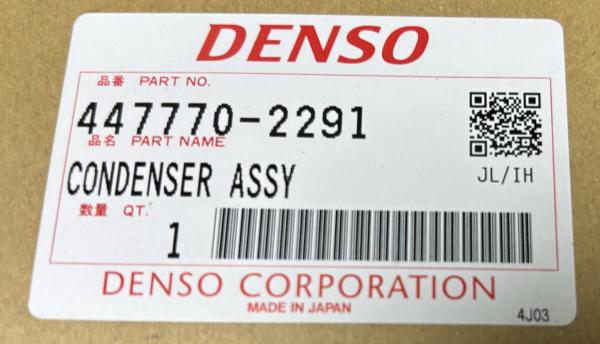 DENSO
品番 PART NO.
447770-2291
品名 PART NAME
CONDENSER ASSY
JL/IH
数量 QT.
1
DENSO CORPORATION
MADE IN JAPAN
4J03